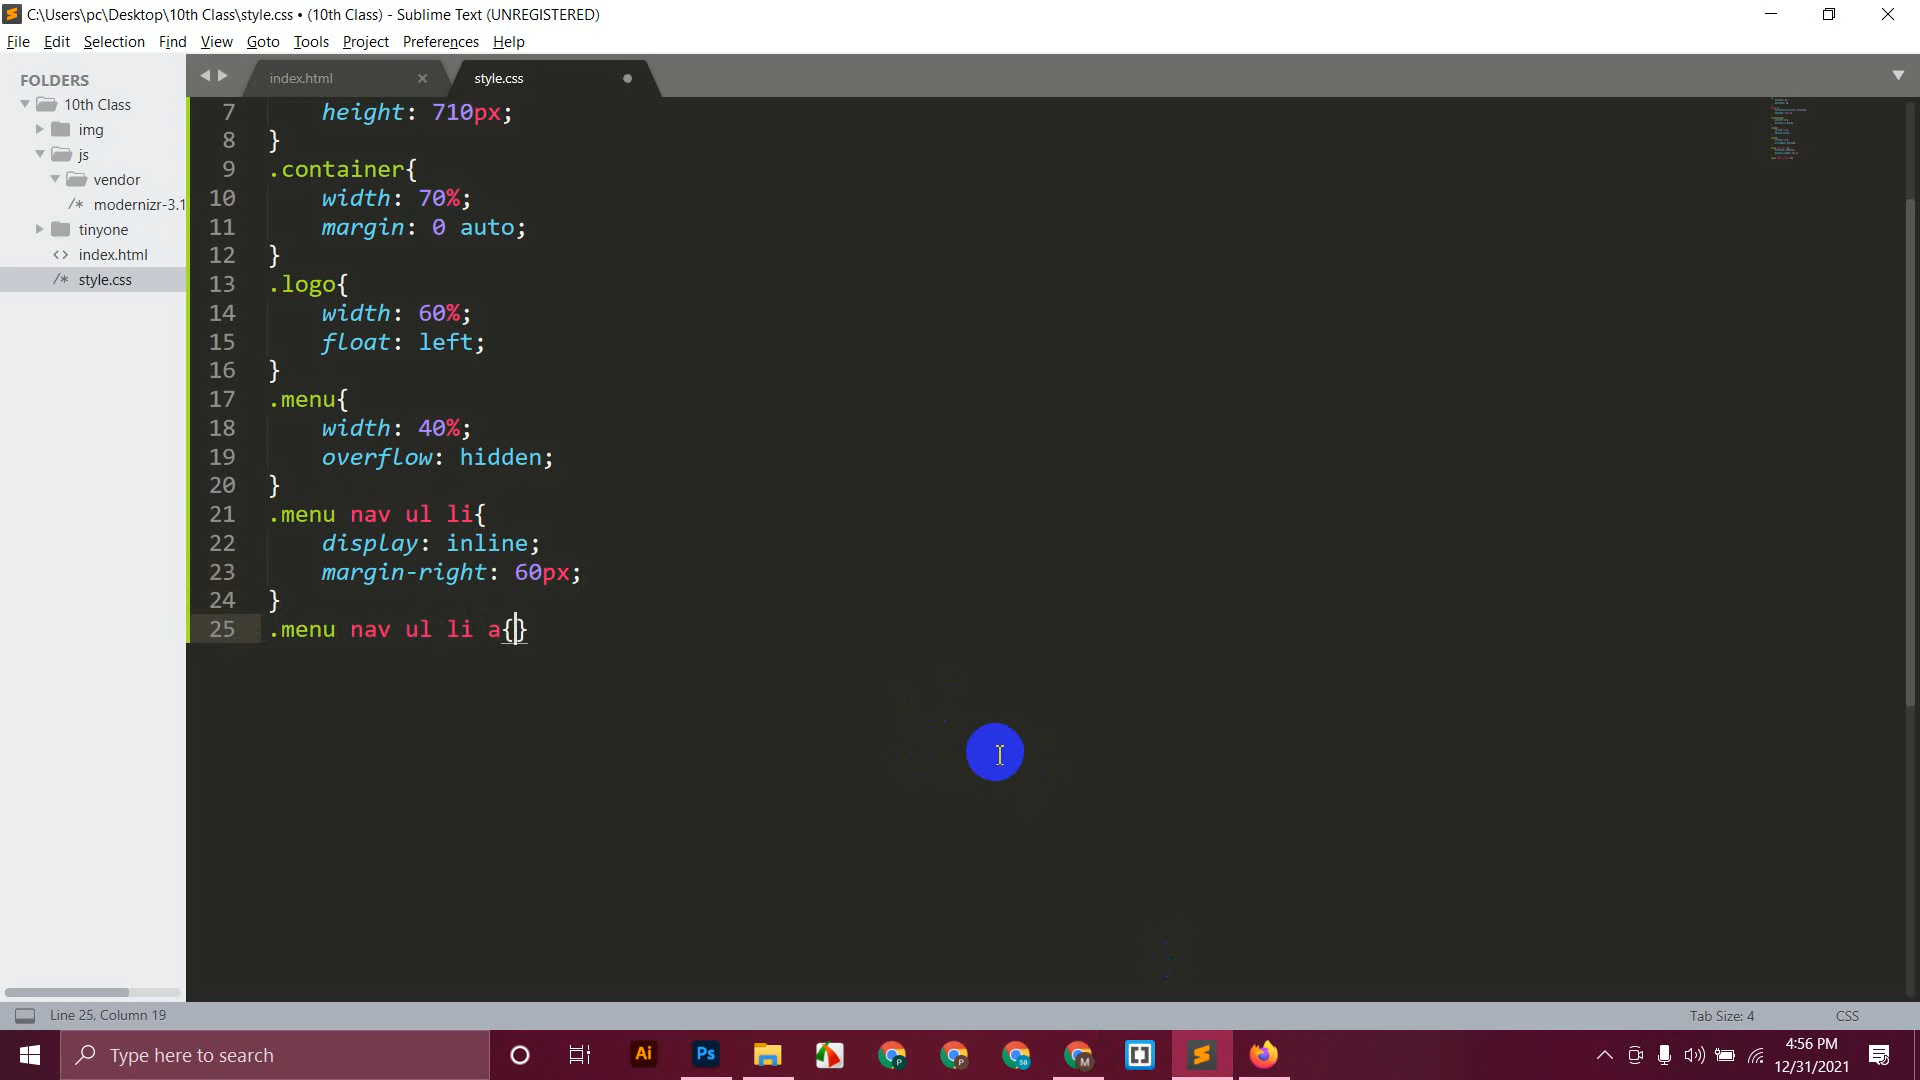 C:\Users\pc\Desktop\10th Class\style.css • (10th Class) - Sublime Text (UNREGISTERED)
File Edit Selection Find View Goto Tools Project Preferences Help
FOLDERS
10th Class
img
js
vendor
/* modernizr-3.1
tinyone
<> index.html
/* style.css
index.html
style.css
7 height: 710px;
8 }
9 .container{
10 width: 70%;
11 margin: 0 auto;
12 }
13 .logo{
14 width: 60%;
15 float: left;
16 }
17 .menu{
18 width: 40%;
19 overflow: hidden;
20 }
21 .menu nav ul li{
22 display: inline;
23 margin-right: 60px;
24 }
25 .menu nav ul li a{}
Line 25, Column 19
Tab Size: 4
CSS
Type here to search
Ai
Ps
4:56 PM
12/31/2021